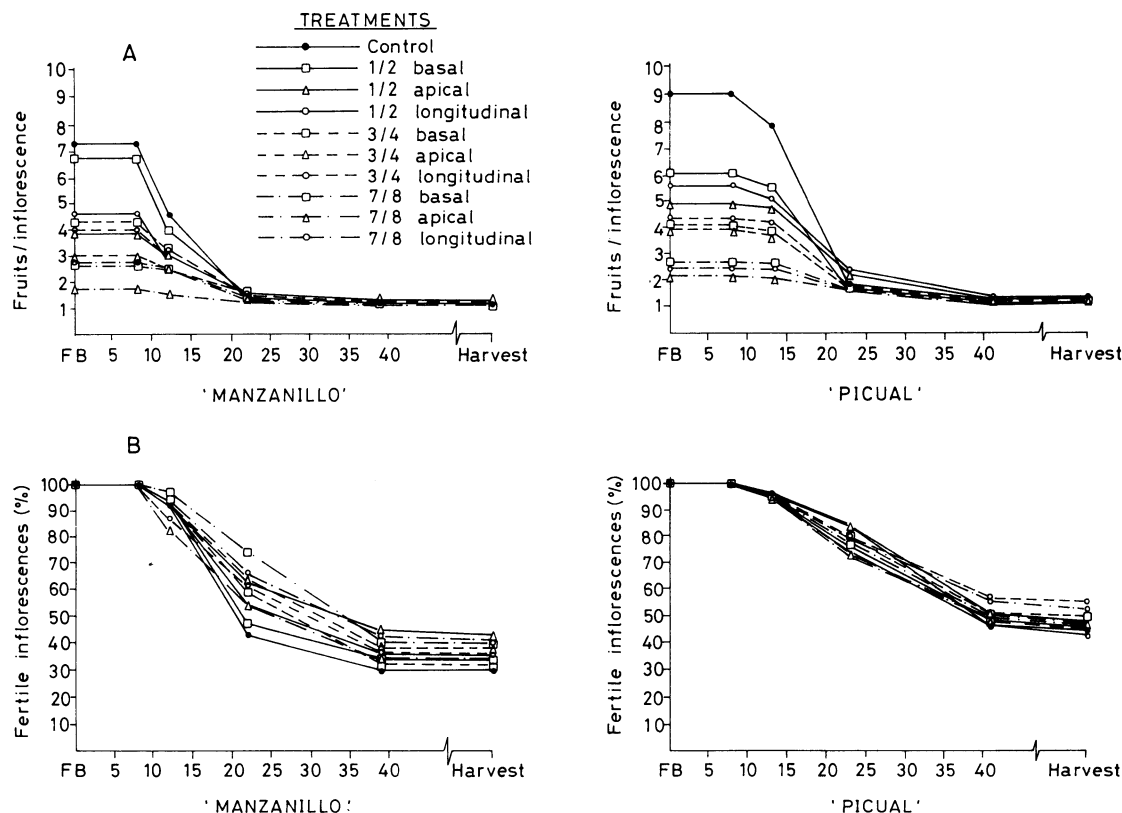 TREATMENTS
Control
1/2 basal
1/2 apical
1/2 longitudinal
3/4 basal
3/4 apical
3/4 longitudinal
7/8 basal
7/8 apical
7/8 longitudinal
A
Fruits / inflorescence
10
9
8
7
6
5
4
3
2
1
FB 5 10 15 20 25 30 35 40 Harvest
'MANZANILLO'
Fruits / inflorescence
10
9
8
7
6
5
4
3
2
1
FB 5 10 15 20 25 30 35 40 Harvest
'PICUAL'
B
Fertile inflorescences (%)
100
90
80
70
60
50
40
30
20
10
FB 5 10 15 20 25 30 35 40 Harvest
'MANZANILLO'
Fertile inflorescences (%)
100
90
80
70
60
50
40
30
20
10
FB 5 10 15 20 25 30 35 40 Harvest
'PICUAL'